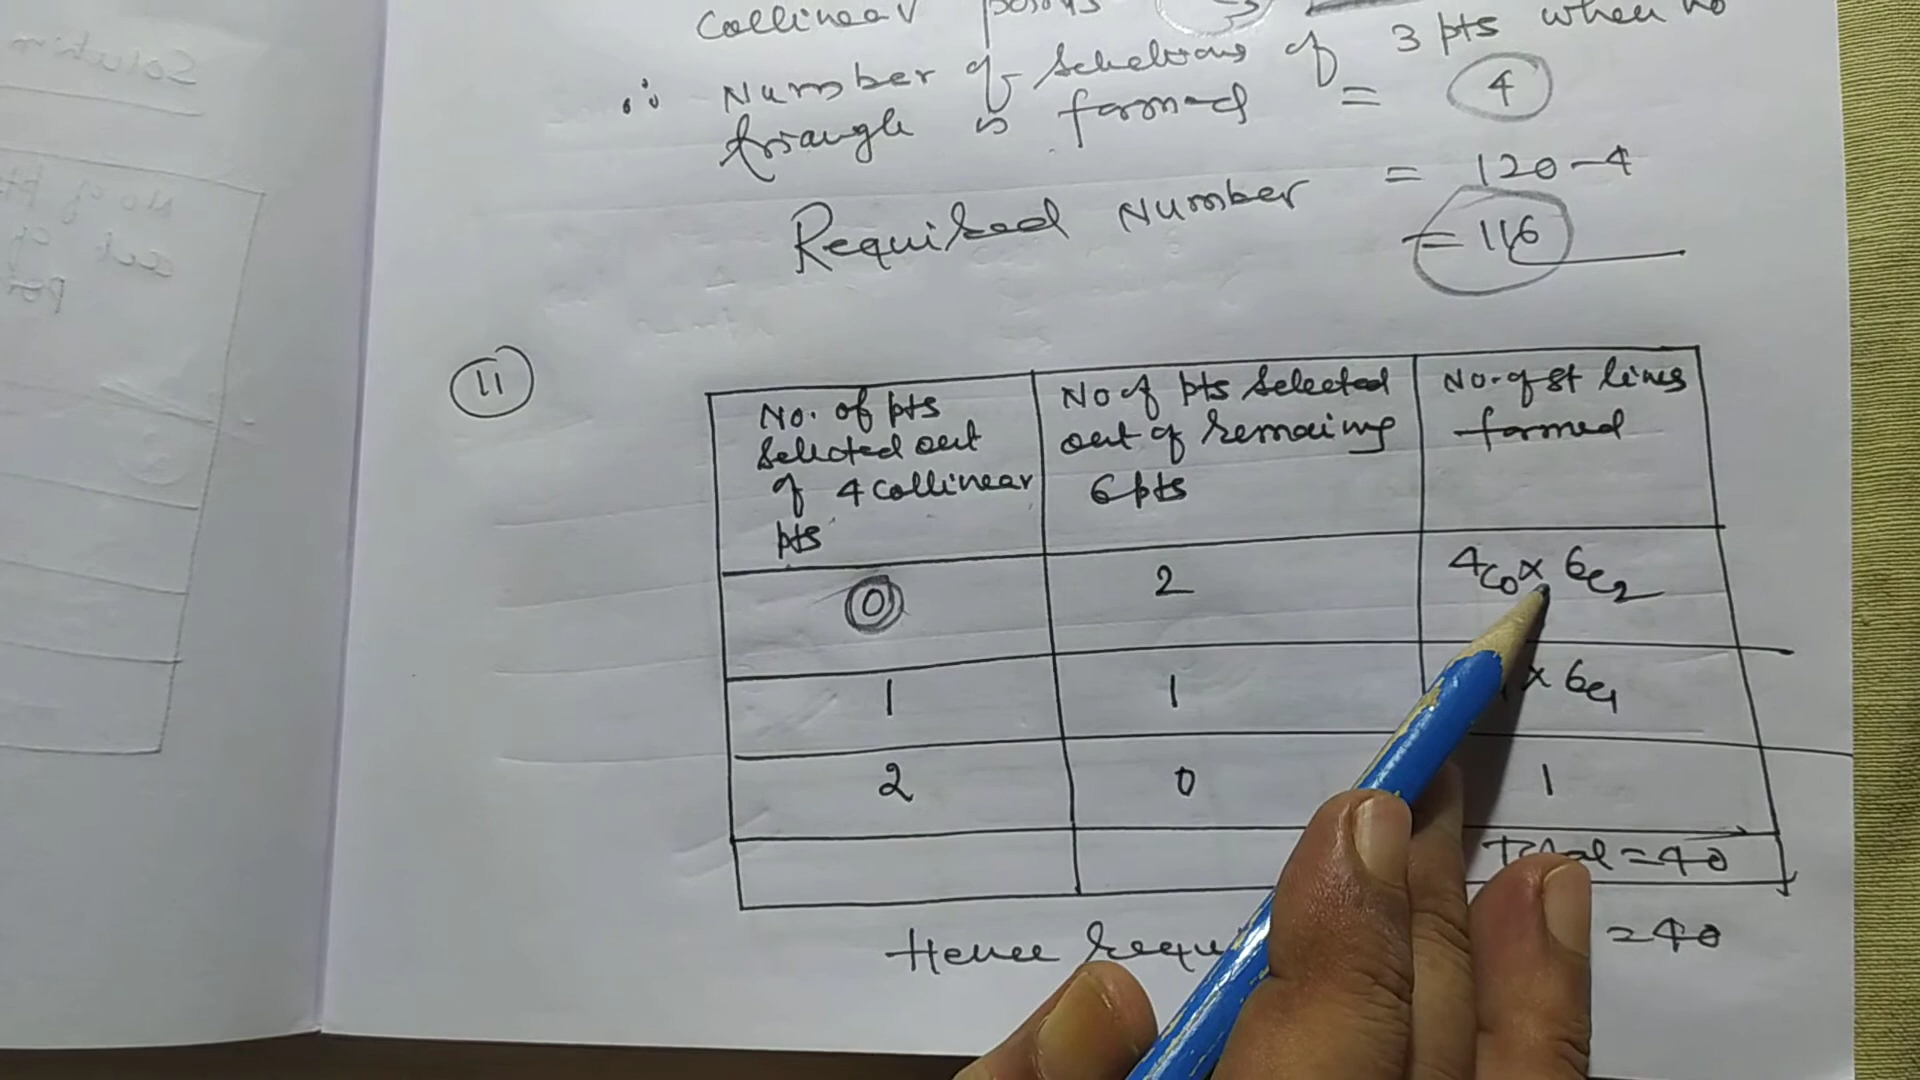 Collinear points
3 pts when no
∴ Number of selections of
triangle is formed = 4
Required Number = 120-4
= 116
11
No. of pts selected out of 4 collinear pts
No of pts selected out of remaining 6 pts
No. of st lines formed
0 2 4c0 × 6c2
1 1 × 6c1
2 0 1
Total = 40
Hence = 40